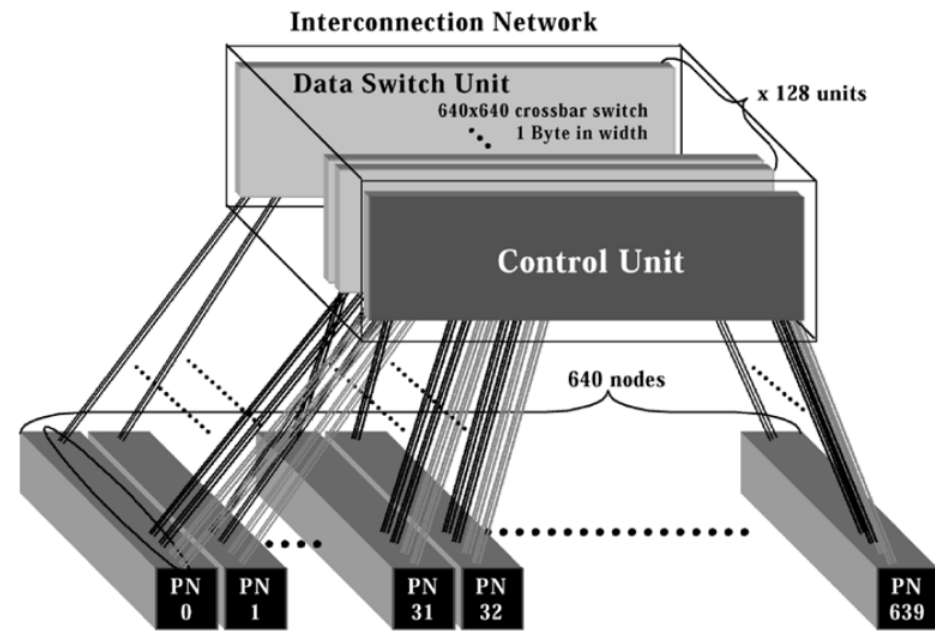 Interconnection Network
Data Switch Unit
640x640 crossbar switch
1 Byte in width
x 128 units
Control Unit
640 nodes
PN
0
PN
1
PN
31
PN
32
PN
639